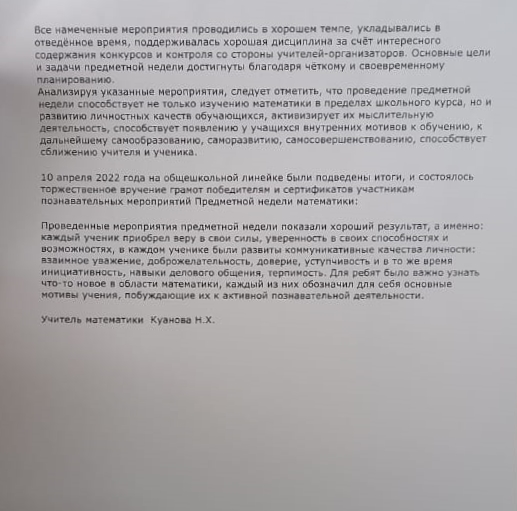 Все намеченные мероприятия проводились в хорошем темпе, укладывались в
отведённое время, поддерживалась хорошая дисциплина за счёт интересного
содержания конкурсов и контроля со стороны учителей-организаторов. Основные цели
и задачи предметной недели достигнуты благодаря чёткому и своевременному
планированию.
Анализируя указанные мероприятия, следует отметить, что проведение предметной
недели способствует не только изучению математики в пределах школьного курса, но и
развитию личностных качеств обучающихся, активизирует их мыслительную
деятельность, способствует появлению у учащихся внутренних мотивов к обучению, к
дальнейшему самообразованию, саморазвитию, самосовершенствованию, способствует
сближению учителя и ученика.
10 апреля 2022 года на общешкольной линейке были подведены итоги, и состоялось
торжественное вручение грамот победителям и сертификатов участникам
познавательных мероприятий Предметной недели математики:
Проведенные мероприятия предметной недели показали хороший результат, а именно:
каждый ученик приобрел веру в свои силы, уверенность в своих способностях и
возможностях, в каждом ученике были развиты коммуникативные качества личности:
взаимное уважение, доброжелательность, доверие, уступчивость и в то же время
инициативность, навыки делового общения, терпимость. Для ребят было важно узнать
что-то новое в области математики, каждый из них обозначил для себя основные
мотивы учения, побуждающие их к активной познавательной деятельности.
Учитель математики Куанова Н.Х.